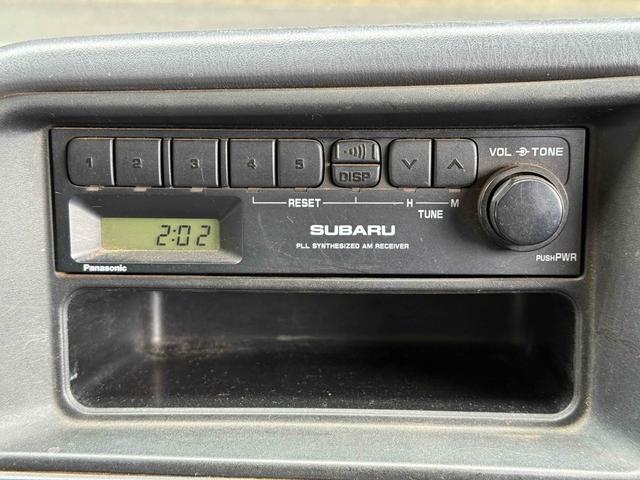 1 2 3 4 5 DISP VOL TONE
RESET H M
TUNE
2:02
SUBARU
PLL SYNTHESIZED AM RECEIVER
Panasonic
PUSH PWR